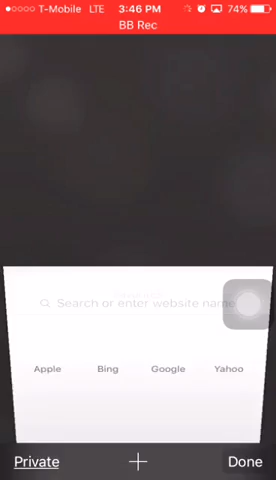 T-Mobile LTE 3:46 PM 74%
BB Rec
Search or enter website name
Apple Bing Google Yahoo
Private + Done